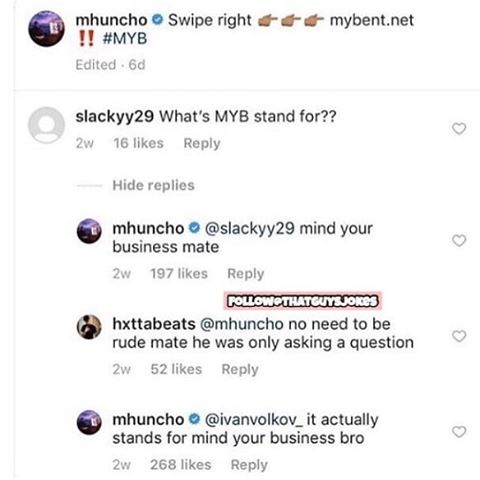 mhuncho Swipe right 👉🏽👉🏽👉🏽 mybent.net
‼️ #MYB
Edited · 6d
slackyy29 What's MYB stand for??
2w 16 likes Reply
Hide replies
mhuncho @slackyy29 mind your
business mate
2w 197 likes Reply
FOLLOW@THATGUYSJOKES
hxttabeats @mhuncho no need to be
rude mate he was only asking a question
2w 52 likes Reply
mhuncho @ivanvolkov_ it actually
stands for mind your business bro
2w 268 likes Reply